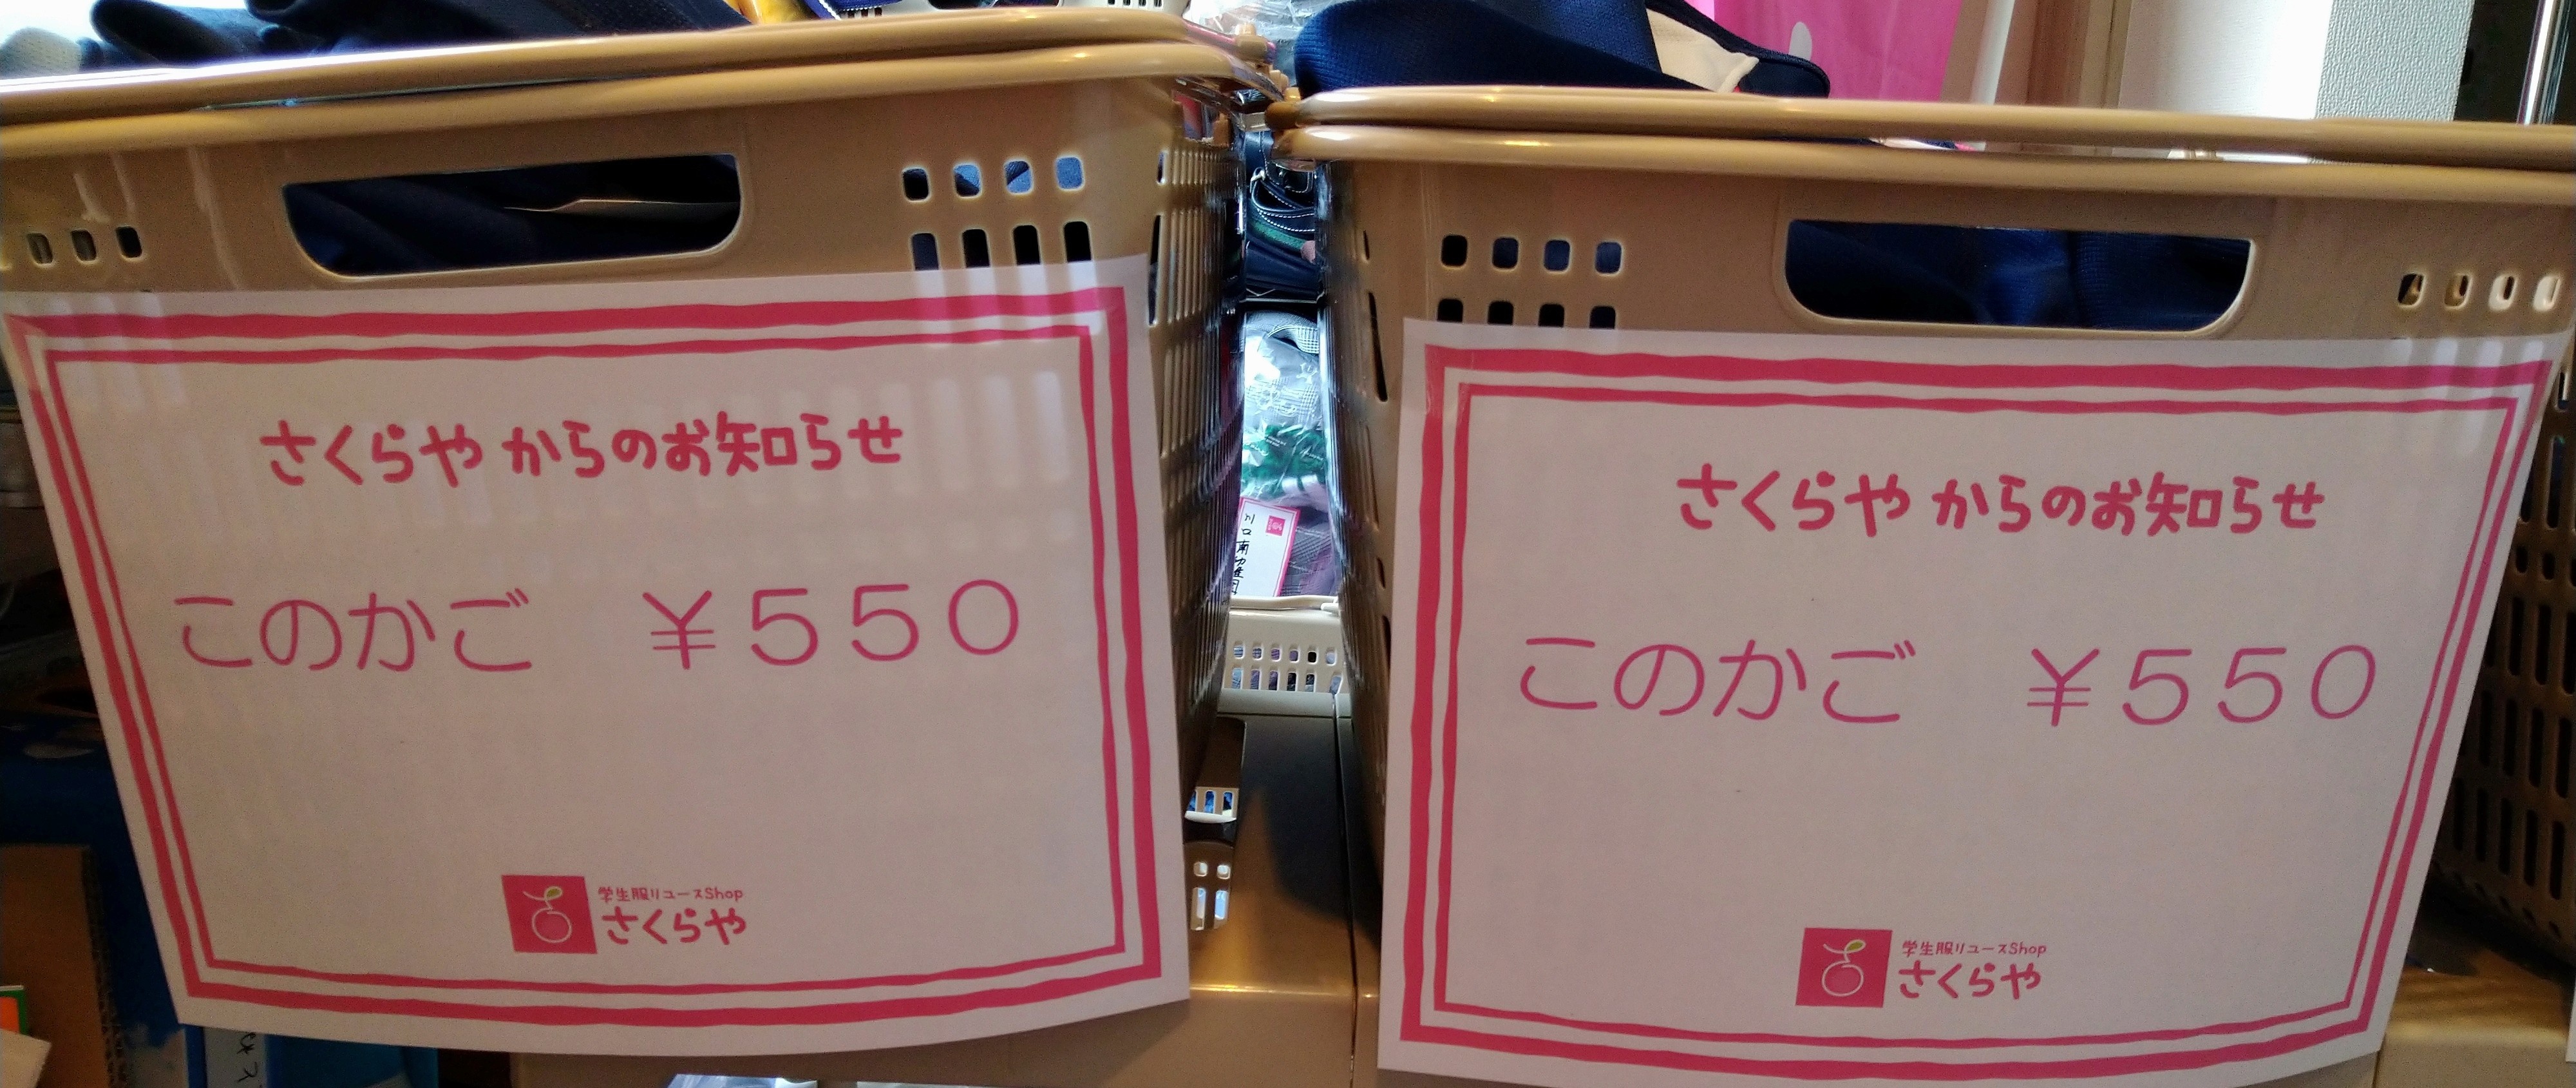 さくらや からのお知らせ
このかご ￥５５０
学生服リユースShop
さくらや
さくらや からのお知らせ
このかご ￥５５０
学生服リユースShop
さくらや